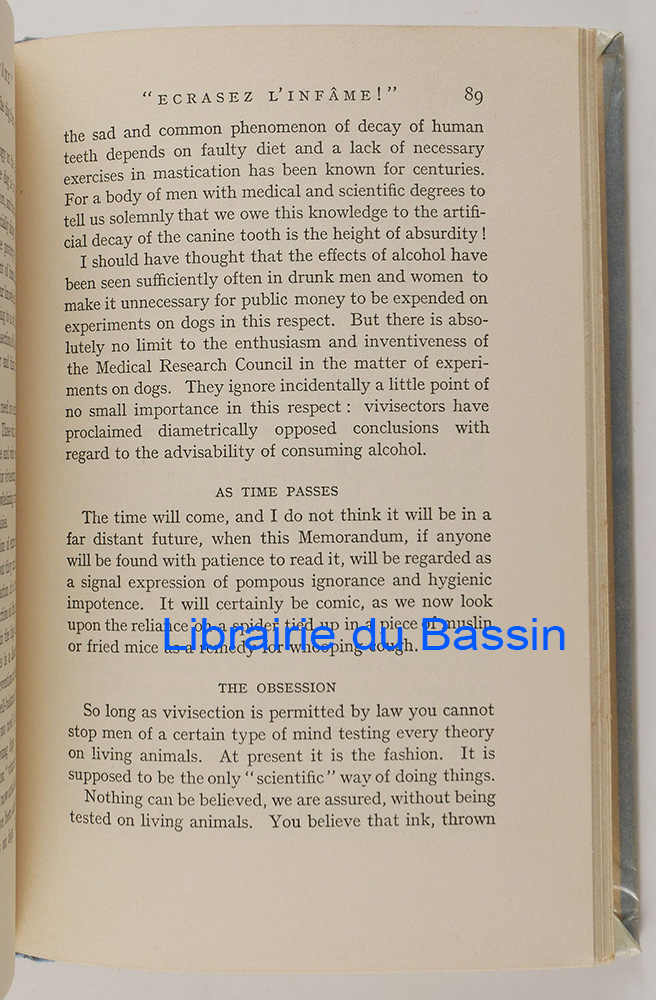 "ECRASEZ L'INFÂME!" 89
the sad and common phenomenon of decay of human
teeth depends on faulty diet and a lack of necessary
exercises in mastication has been known for centuries.
For a body of men with medical and scientific degrees to
tell us solemnly that we owe this knowledge to the artifi-
cial decay of the canine tooth is the height of absurdity !
I should have thought that the effects of alcohol have
been seen sufficiently often in drunk men and women to
make it unnecessary for public money to be expended on
experiments on dogs in this respect. But there is abso-
lutely no limit to the enthusiasm and inventiveness of
the Medical Research Council in the matter of experi-
ments on dogs. They ignore incidentally a little point of
no small importance in this respect : vivisectors have
proclaimed diametrically opposed conclusions with
regard to the advisability of consuming alcohol.
AS TIME PASSES
The time will come, and I do not think it will be in a
far distant future, when this Memorandum, if anyone
will be found with patience to read it, will be regarded as
a signal expression of pompous ignorance and hygienic
impotence. It will certainly be comic, as we now look
upon the reliance on a spider tied up in a piece of muslin
or fried mice as a remedy for whooping cough.
Librairie du Bassin
THE OBSESSION
So long as vivisection is permitted by law you cannot
stop men of a certain type of mind testing every theory
on living animals. At present it is the fashion. It is
supposed to be the only "scientific" way of doing things.
Nothing can be believed, we are assured, without being
tested on living animals. You believe that ink, thrown